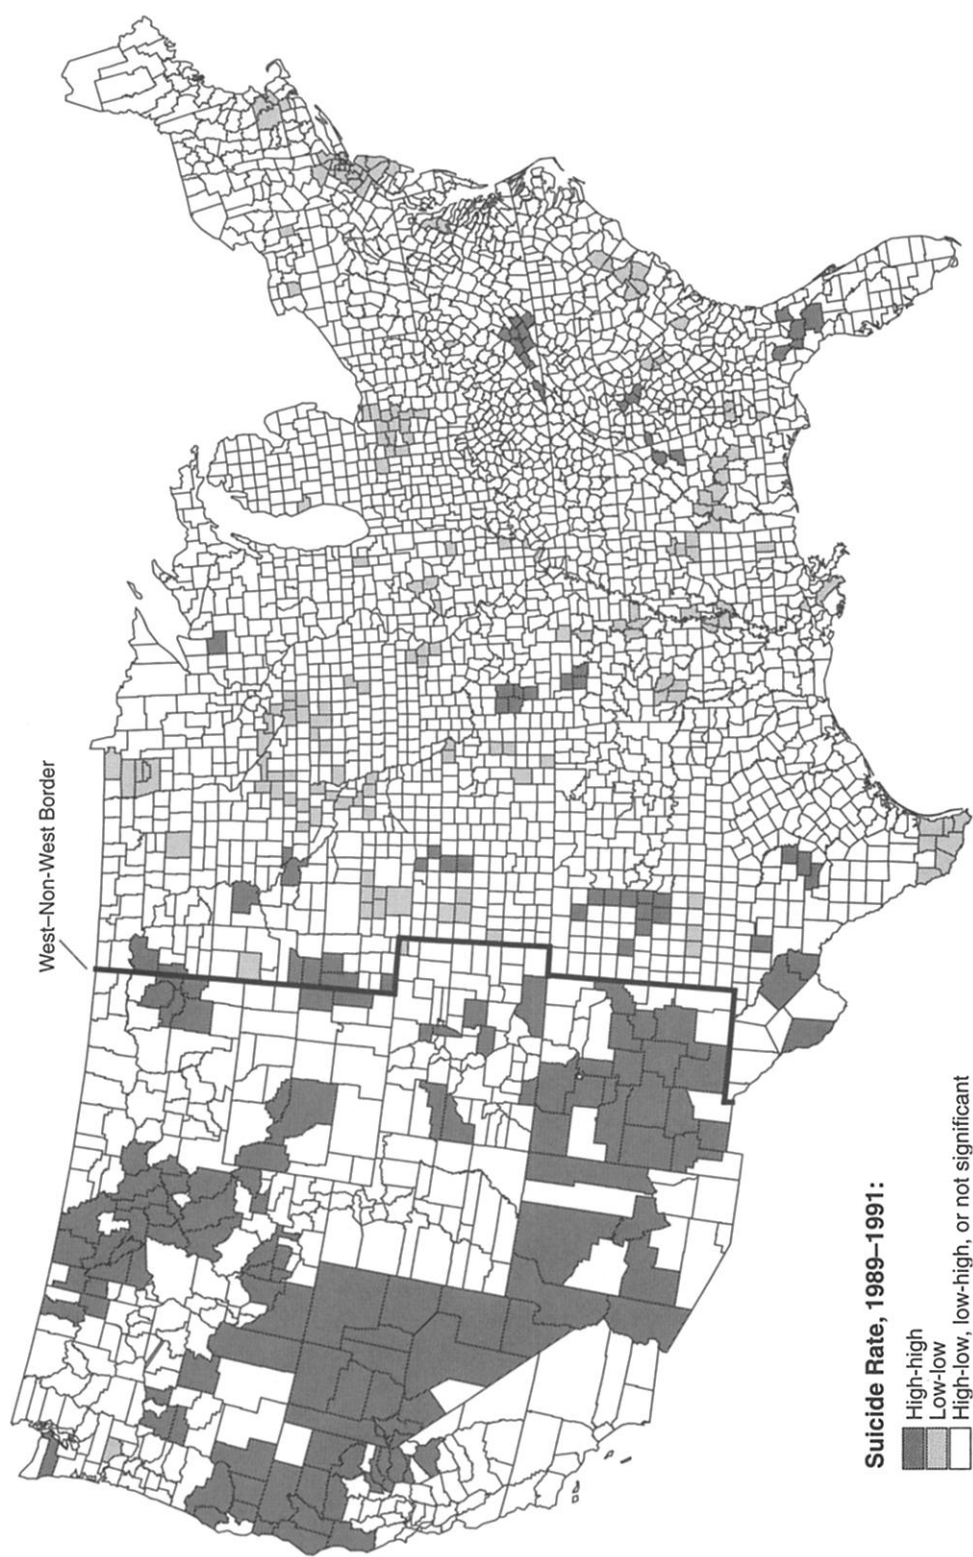 West–Non-West Border
Suicide Rate, 1989–1991:
High-high
Low-low
High-low, low-high, or not significant